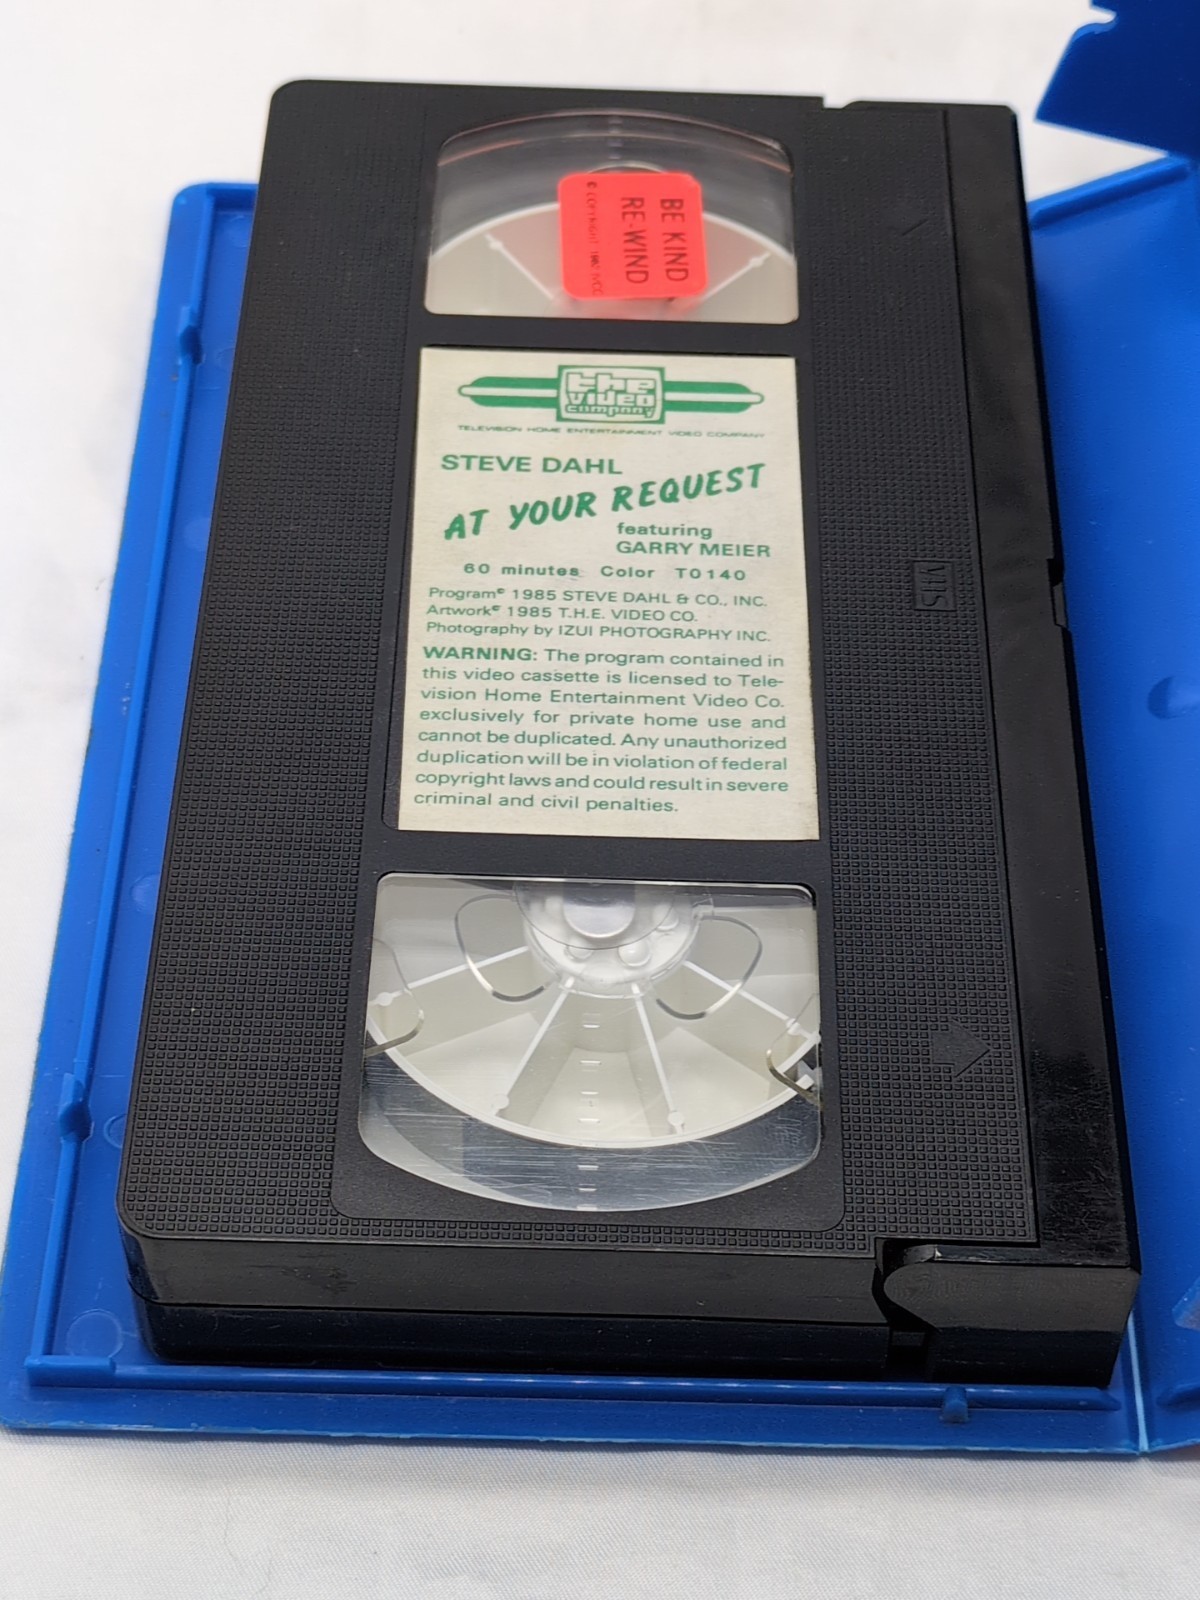 BE KIND
RE-WIND
© COPYRIGHT
the
video
company
TELEVISION HOME ENTERTAINMENT VIDEO COMPANY
STEVE DAHL
AT YOUR REQUEST
featuring
GARRY MEIER
60 minutes Color TO140
Program© 1985 STEVE DAHL & CO., INC.
Artwork© 1985 T.H.E. VIDEO CO.
Photography by IZUI PHOTOGRAPHY INC.
WARNING: The program contained in
this video cassette is licensed to Tele-
vision Home Entertainment Video Co.
exclusively for private home use and
cannot be duplicated. Any unauthorized
duplication will be in violation of federal
copyright laws and could result in severe
criminal and civil penalties.
VHS